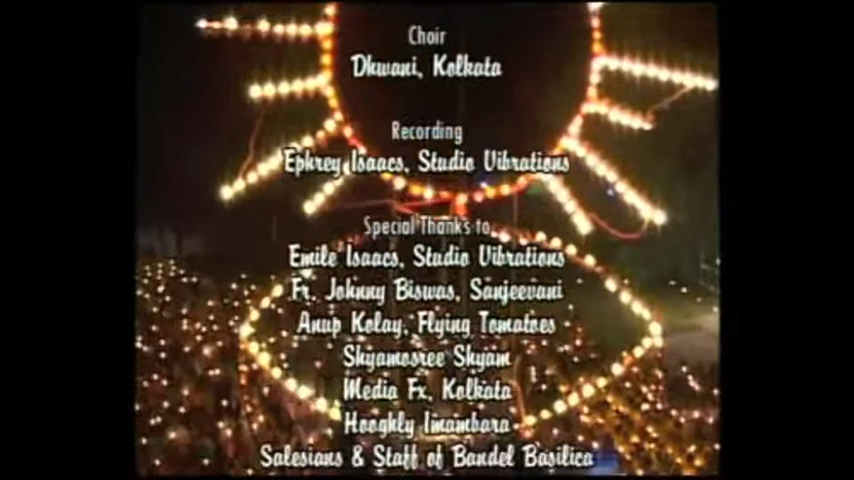 Choir
Dhwani, Kolkata
Recording
Ephrey Isaacs, Studio Vibrations
Special Thanks to
Emile Isaacs, Studio Vibrations
Fr. Johnny Biswas, Sanjeevani
Anup Kolay, Flying Tomatoes
Shyamosree Shyam
Media Fx, Kolkata
Hooghly Imambara
Salesians & Staff of Bandel Basilica